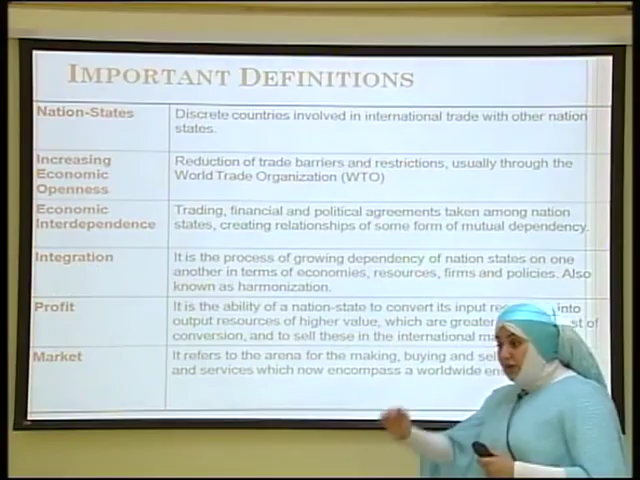 IMPORTANT DEFINITIONS
Nation-States
Discrete countries involved in international trade with other nation
states.
Increasing
Economic
Openness
Reduction of trade barriers and restrictions, usually through the
World Trade Organization (WTO)
Economic
Interdependence
Trading, financial and political agreements taken among nation
states, creating relationships of some form of mutual dependency.
Integration
It is the process of growing dependency of nation states on one
another in terms of economies, resources, firms and policies. Also
known as harmonization.
Profit
It is the ability of a nation-state to convert its input into
output resources of higher value, which are greater of
conversion, and to sell these in the international
Market
It refers to the arena for the making, buying and
and services which now encompass a worldwide